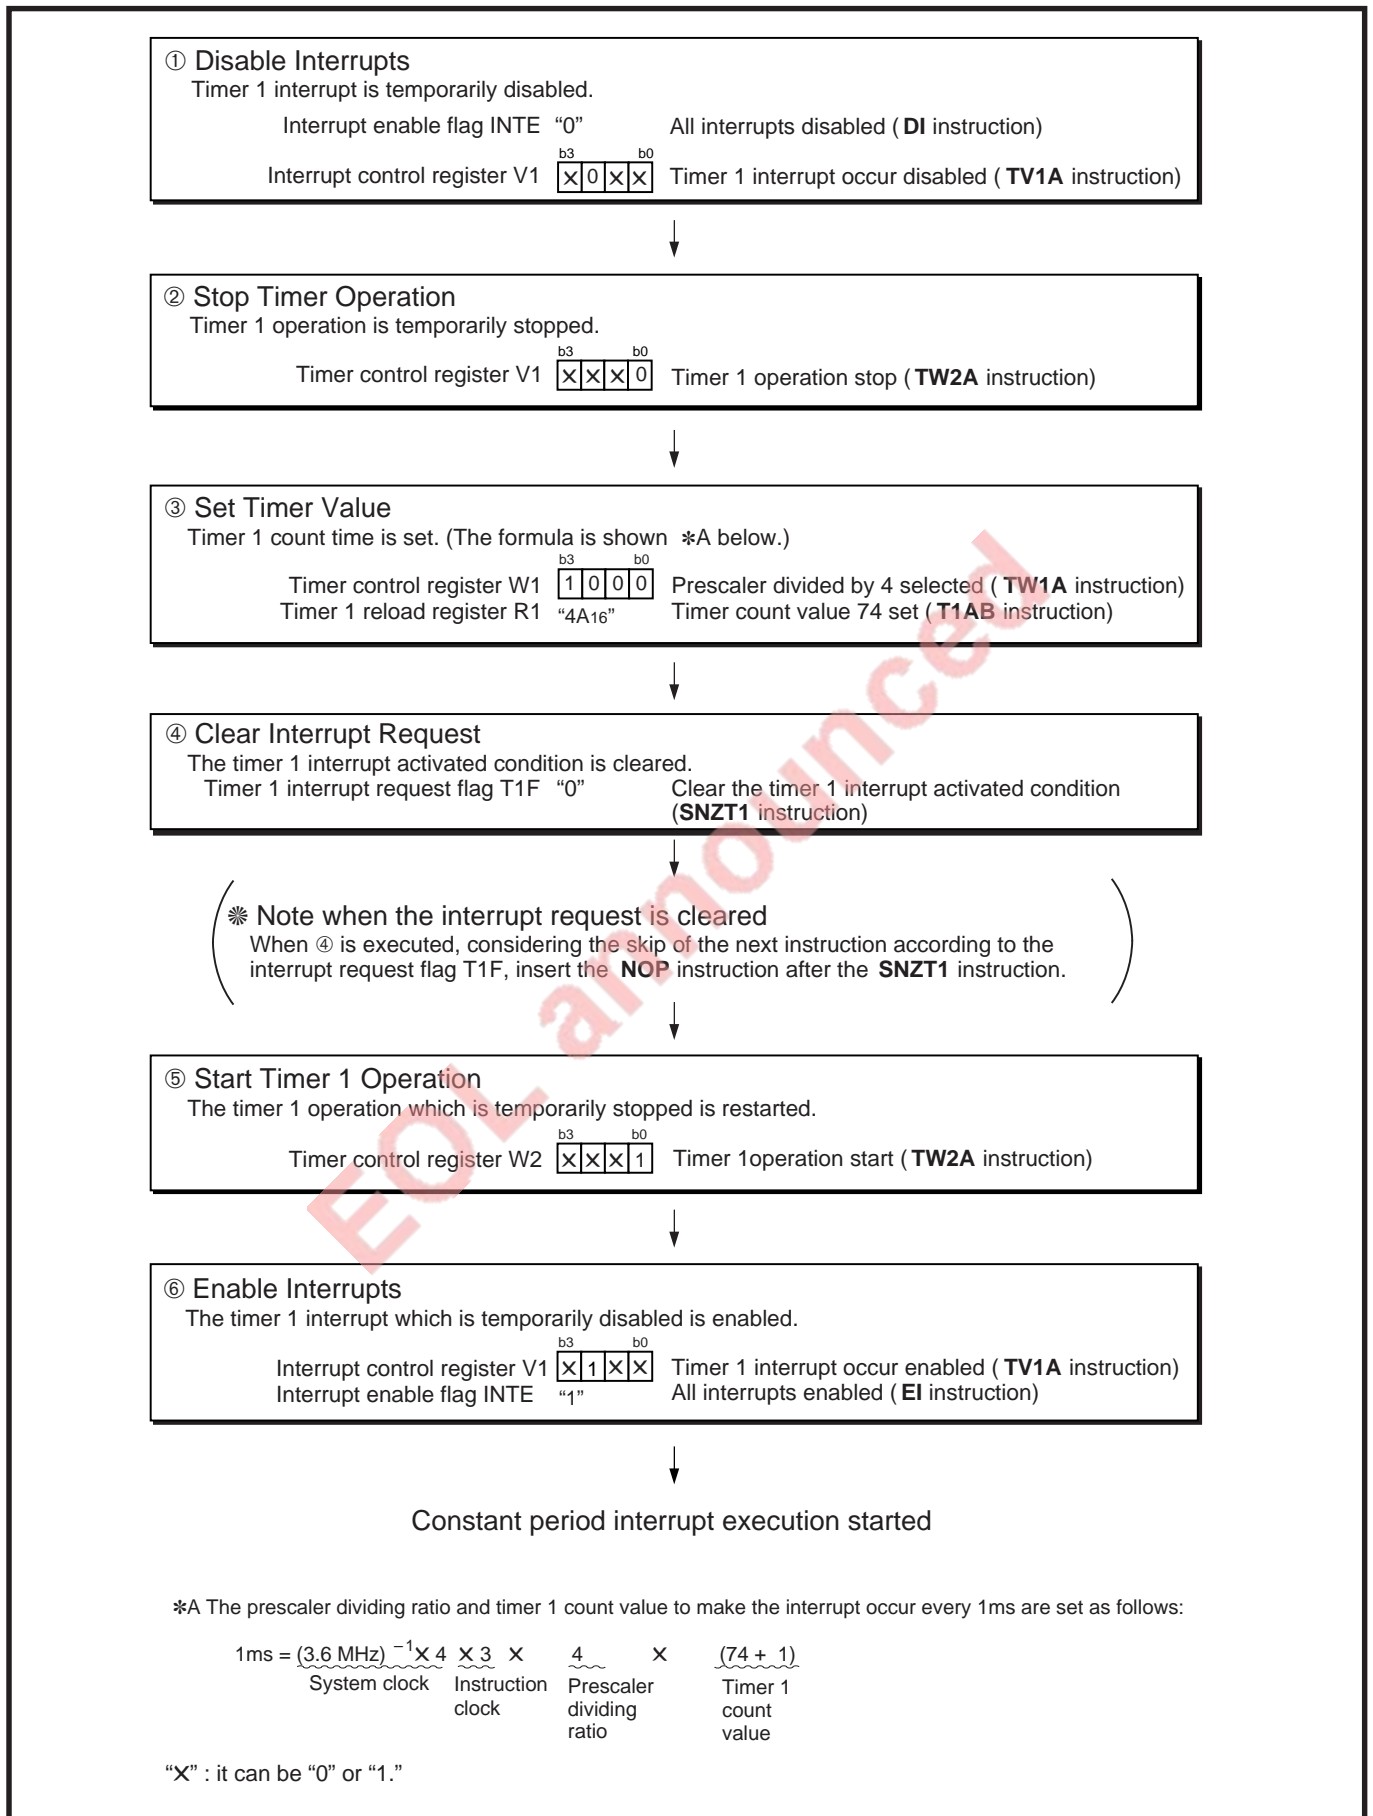 ① Disable Interrupts
Timer 1 interrupt is temporarily disabled.
Interrupt enable flag INTE “0” All interrupts disabled ( DI instruction)
b3 b0
Interrupt control register V1 ✕ 0 ✕ ✕ Timer 1 interrupt occur disabled ( TV1A instruction)
② Stop Timer Operation
Timer 1 operation is temporarily stopped.
b3 b0
Timer control register V1 ✕ ✕ ✕ 0 Timer 1 operation stop ( TW2A instruction)
③ Set Timer Value
Timer 1 count time is set. (The formula is shown ✽A below.)
b3 b0
Timer control register W1 1 0 0 0 Prescaler divided by 4 selected ( TW1A instruction)
Timer 1 reload register R1 “4A16” Timer count value 74 set ( T1AB instruction)
④ Clear Interrupt Request
The timer 1 interrupt activated condition is cleared.
Timer 1 interrupt request flag T1F “0” Clear the timer 1 interrupt activated condition
(SNZT1 instruction)
❋ Note when the interrupt request is cleared
When ④ is executed, considering the skip of the next instruction according to the
interrupt request flag T1F, insert the NOP instruction after the SNZT1 instruction.
⑤ Start Timer 1 Operation
The timer 1 operation which is temporarily stopped is restarted.
b3 b0
Timer control register W2 ✕ ✕ ✕ 1 Timer 1operation start ( TW2A instruction)
⑥ Enable Interrupts
The timer 1 interrupt which is temporarily disabled is enabled.
b3 b0
Interrupt control register V1 ✕ 1 ✕ ✕ Timer 1 interrupt occur enabled ( TV1A instruction)
Interrupt enable flag INTE “1” All interrupts enabled ( EI instruction)
Constant period interrupt execution started
✽A The prescaler dividing ratio and timer 1 count value to make the interrupt occur every 1ms are set as follows:
1ms = (3.6 MHz) –1 ✕ 4 ✕ 3 ✕ 4 ✕ (74 + 1)
System clock Instruction Prescaler Timer 1
clock dividing count
ratio value
“✕” : it can be “0” or “1.”
EOL announced